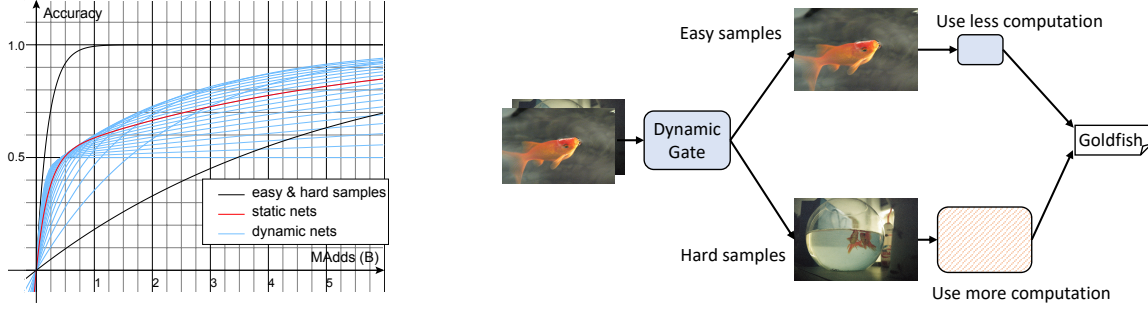 Accuracy
1.0
0.5
easy & hard samples
static nets
dynamic nets
MAdds (B)
1
2
3
4
5
Easy samples
Use less computation
Dynamic
Gate
Goldfish
Hard samples
Use more computation